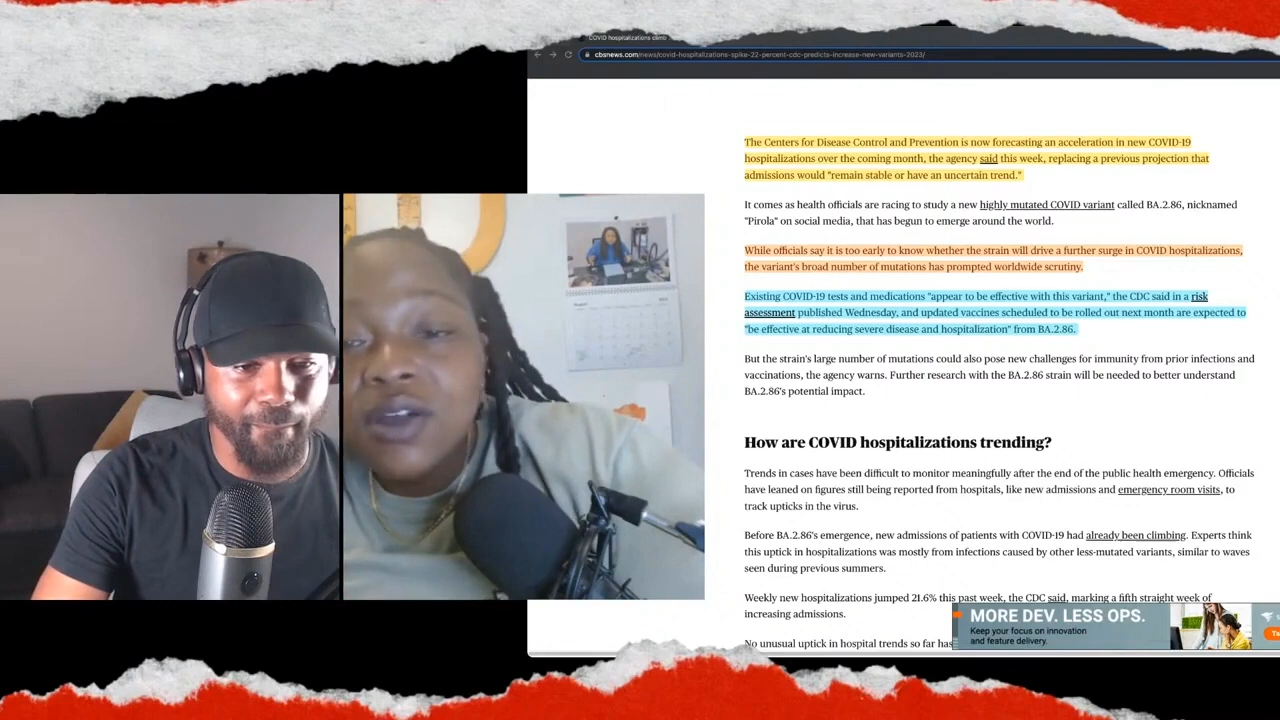 COVID hospitalizations climb
cbsnews.com/news/covid-hospitalizations-spike-22-percent-cdc-predicts-increase-new-variants-2023/
The Centers for Disease Control and Prevention is now forecasting an acceleration in new COVID-19
hospitalizations over the coming month, the agency said this week, replacing a previous projection that
admissions would "remain stable or have an uncertain trend."
It comes as health officials are racing to study a new highly mutated COVID variant called BA.2.86, nicknamed
"Pirola" on social media, that has begun to emerge around the world.
While officials say it is too early to know whether the strain will drive a further surge in COVID hospitalizations,
the variant's broad number of mutations has prompted worldwide scrutiny.
Existing COVID-19 tests and medications "appear to be effective with this variant," the CDC said in a risk
assessment published Wednesday, and updated vaccines scheduled to be rolled out next month are expected to
"be effective at reducing severe disease and hospitalization" from BA.2.86.
But the strain's large number of mutations could also pose new challenges for immunity from prior infections and
vaccinations, the agency warns. Further research with the BA.2.86 strain will be needed to better understand
BA.2.86's potential impact.
How are COVID hospitalizations trending?
Trends in cases have been difficult to monitor meaningfully after the end of the public health emergency. Officials
have leaned on figures still being reported from hospitals, like new admissions and emergency room visits, to
track upticks in the virus.
Before BA.2.86's emergence, new admissions of patients with COVID-19 had already been climbing. Experts think
this uptick in hospitalizations was mostly from infections caused by other less-mutated variants, similar to waves
seen during previous summers.
Weekly new hospitalizations jumped 21.6% this past week, the CDC said, marking a fifth straight week of
increasing admissions.
No unusual uptick in hospital trends so far has
MORE DEV. LESS OPS.
Keep your focus on innovation
and feature delivery.
August